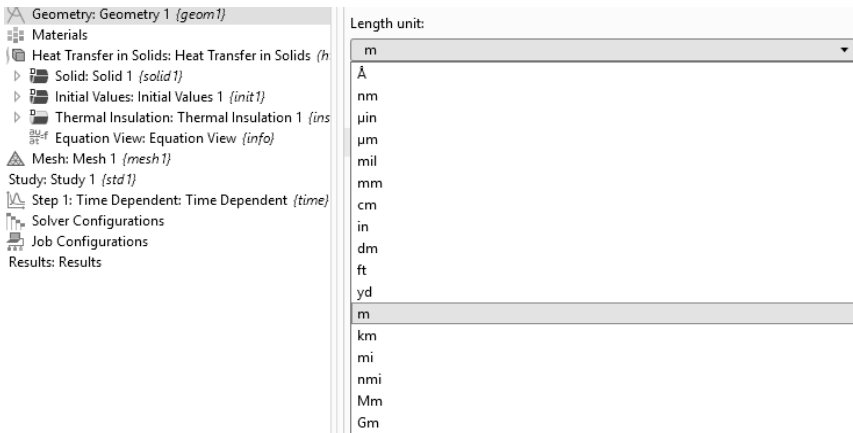 Geometry: Geometry 1 {geom1}
Materials
Heat Transfer in Solids: Heat Transfer in Solids (h
Solid: Solid 1 {solid1}
Initial Values: Initial Values 1 {init1}
Thermal Insulation: Thermal Insulation 1 {ins
Equation View: Equation View {info}
Mesh: Mesh 1 {mesh1}
Study: Study 1 {std1}
Step 1: Time Dependent: Time Dependent {time}
Solver Configurations
Job Configurations
Results: Results
Length unit:
m
Å
nm
µin
µm
mil
mm
cm
in
dm
ft
yd
m
km
mi
nmi
Mm
Gm